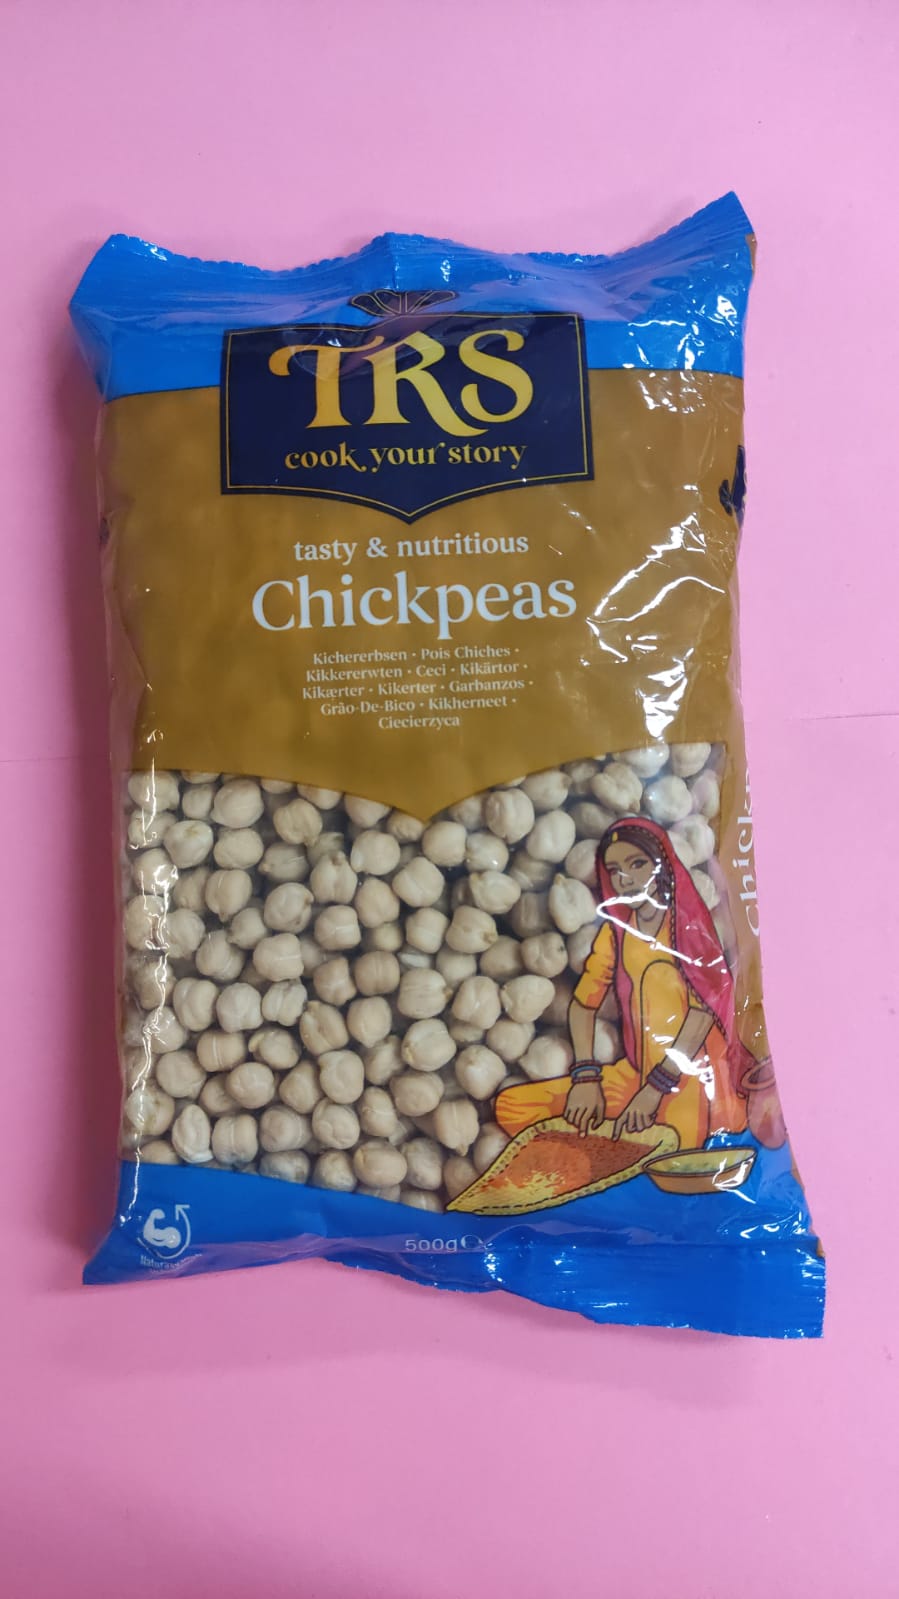 TRS
cook your story
tasty & nutritious
Chickpeas
Kichererbsen • Pois Chiches •
Kikkererwten • Ceci • Kikärtor •
Kikærter • Kikerter • Garbanzos •
Grão-De-Bico • Kikherneet •
Ciecierzyca
500g